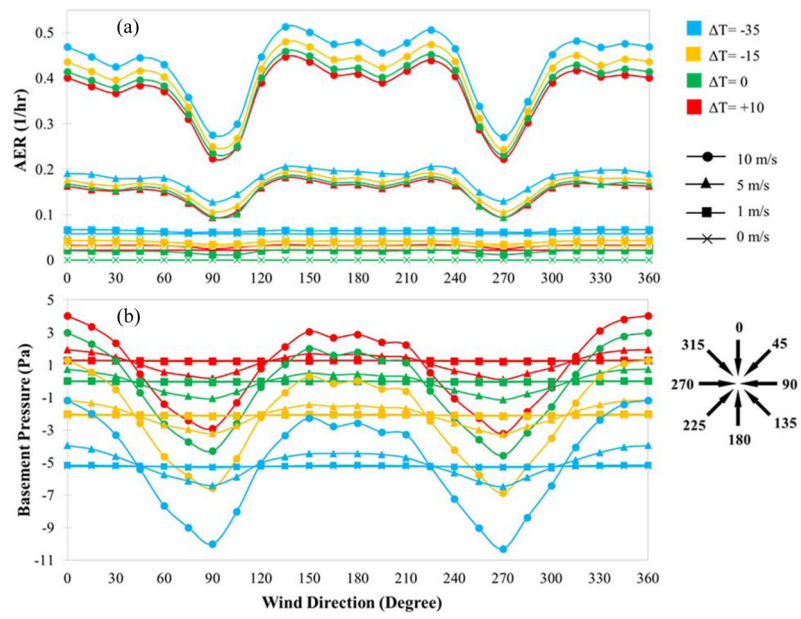 (a)
AER (1/hr)
0.5
0.4
0.3
0.2
0.1
0
0 30 60 90 120 150 180 210 240 270 300 330 360
ΔT= -35
ΔT= -15
ΔT= 0
ΔT= +10
10 m/s
5 m/s
1 m/s
0 m/s
(b)
Basement Pressure (Pa)
5
3
1
-1
-3
-5
-7
-9
-11
0 30 60 90 120 150 180 210 240 270 300 330 360
Wind Direction (Degree)
0
315 45
270 90
225 135
180